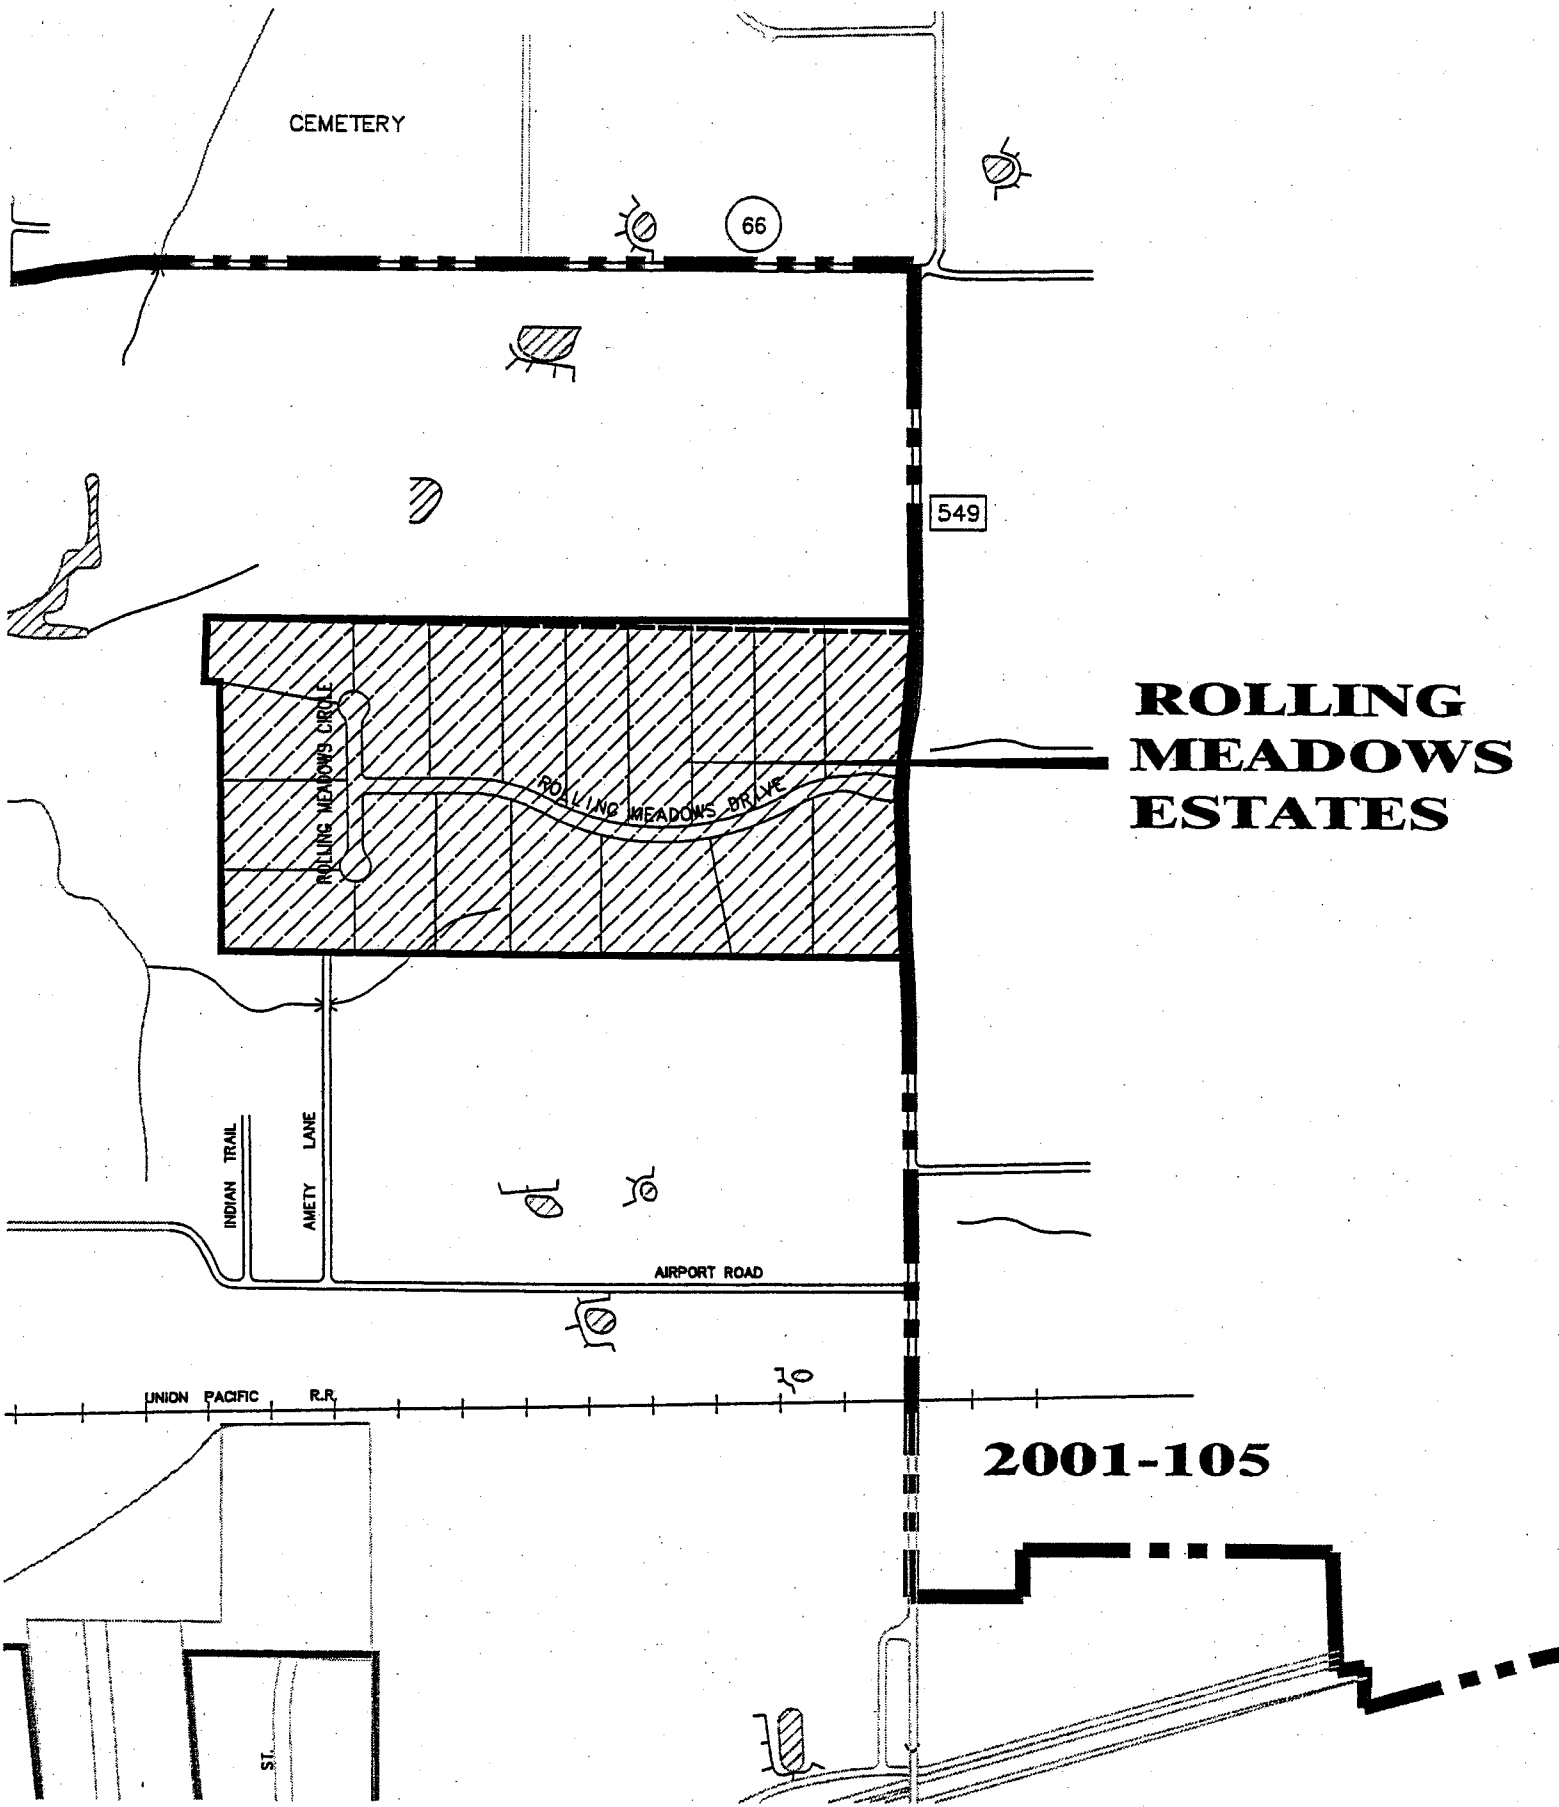 CEMETERY
66
549
ROLLING
MEADOWS
ESTATES
ROLLING MEADOWS CIRCLE
ROLLING MEADOWS DRIVE
INDIAN TRAIL
AMETY LANE
AIRPORT ROAD
UNION PACIFIC R.R.
2001-105
ST.